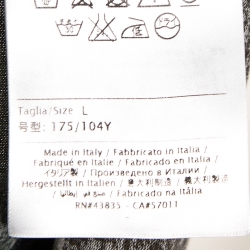 Taglia/Size L
号型: 175/104Y
Made in Italy / Fabbricato in Italia
Fabriqué en Italie / Fabricado en Italia
イタリア製 / Произведено в Италии
Hergestellt in Italien / 意大利制造 / 義大利製
صنع في إيطاليا / Fabricado na Itália
RN#43835 - CA#57011